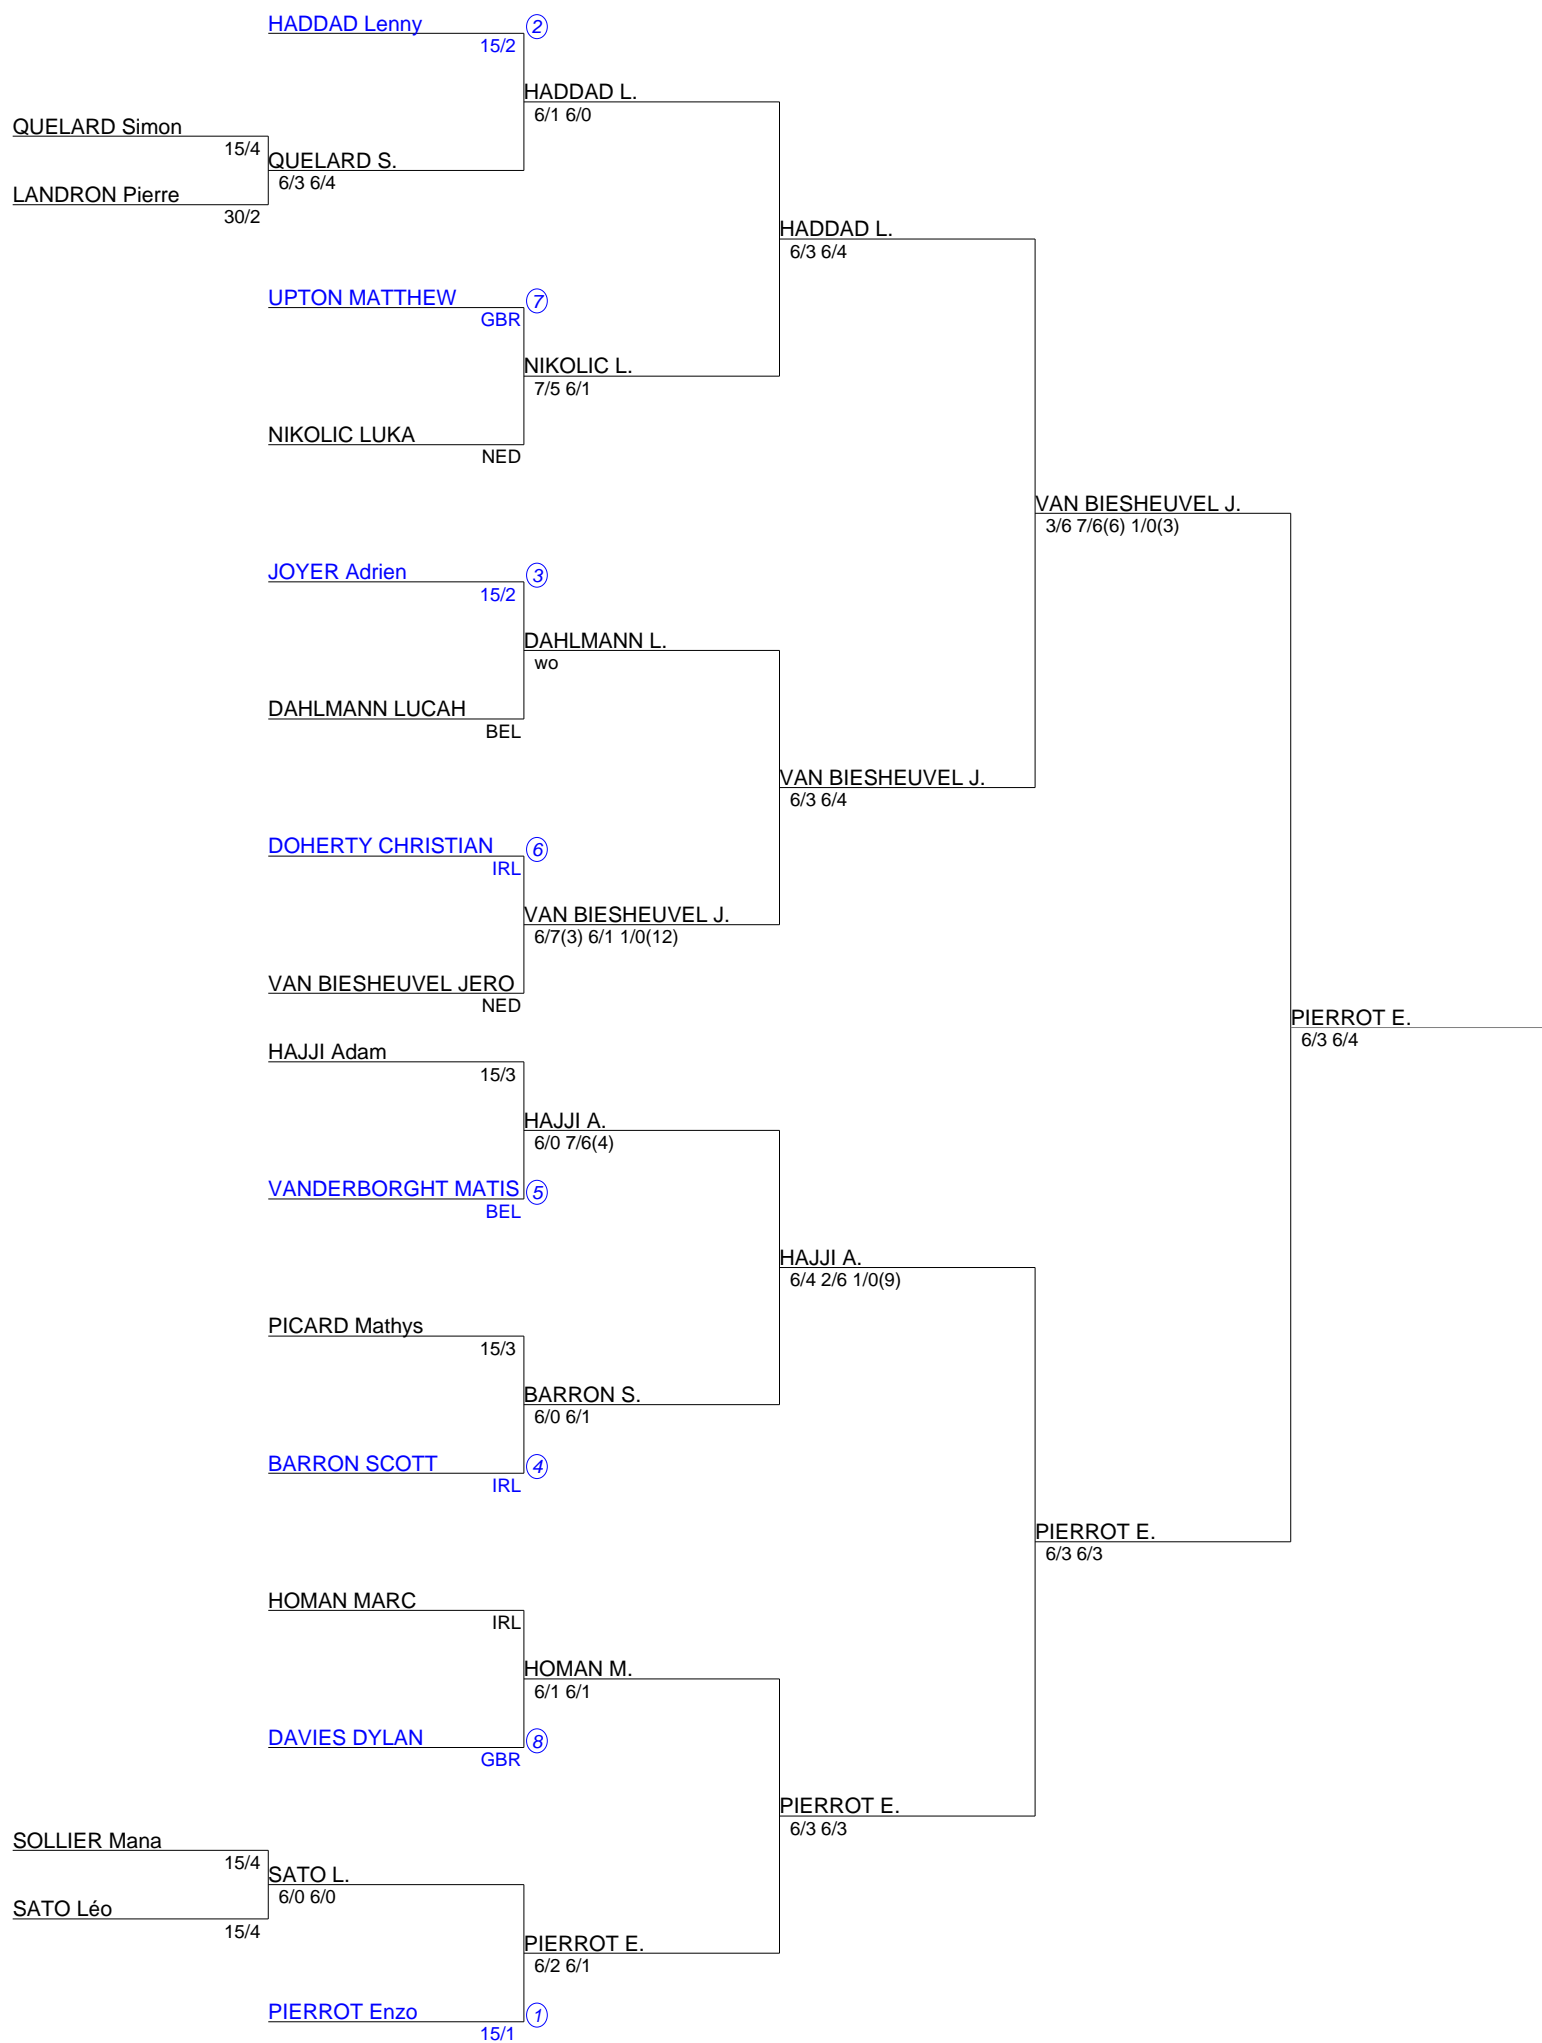 HADDAD Lenny 2
15/2
HADDAD L.
6/1 6/0
QUELARD Simon
15/4
QUELARD S.
6/3 6/4
LANDRON Pierre
30/2
HADDAD L.
6/3 6/4
UPTON MATTHEW 7
GBR
NIKOLIC L.
7/5 6/1
NIKOLIC LUKA
NED
VAN BIESHEUVEL J.
3/6 7/6(6) 1/0(3)
JOYER Adrien 3
15/2
DAHLMANN L.
wo
DAHLMANN LUCAH
BEL
VAN BIESHEUVEL J.
6/3 6/4
DOHERTY CHRISTIAN 6
IRL
VAN BIESHEUVEL J.
6/7(3) 6/1 1/0(12)
VAN BIESHEUVEL JERO
NED
PIERROT E.
6/3 6/4
HAJJI Adam
15/3
HAJJI A.
6/0 7/6(4)
VANDERBORGHT MATIS 5
BEL
HAJJI A.
6/4 2/6 1/0(9)
PICARD Mathys
15/3
BARRON S.
6/0 6/1
BARRON SCOTT 4
IRL
PIERROT E.
6/3 6/3
HOMAN MARC
IRL
HOMAN M.
6/1 6/1
DAVIES DYLAN 8
GBR
PIERROT E.
6/3 6/3
SOLLIER Mana
15/4
SATO L.
6/0 6/0
SATO Léo
15/4
PIERROT E.
6/2 6/1
PIERROT Enzo 1
15/1